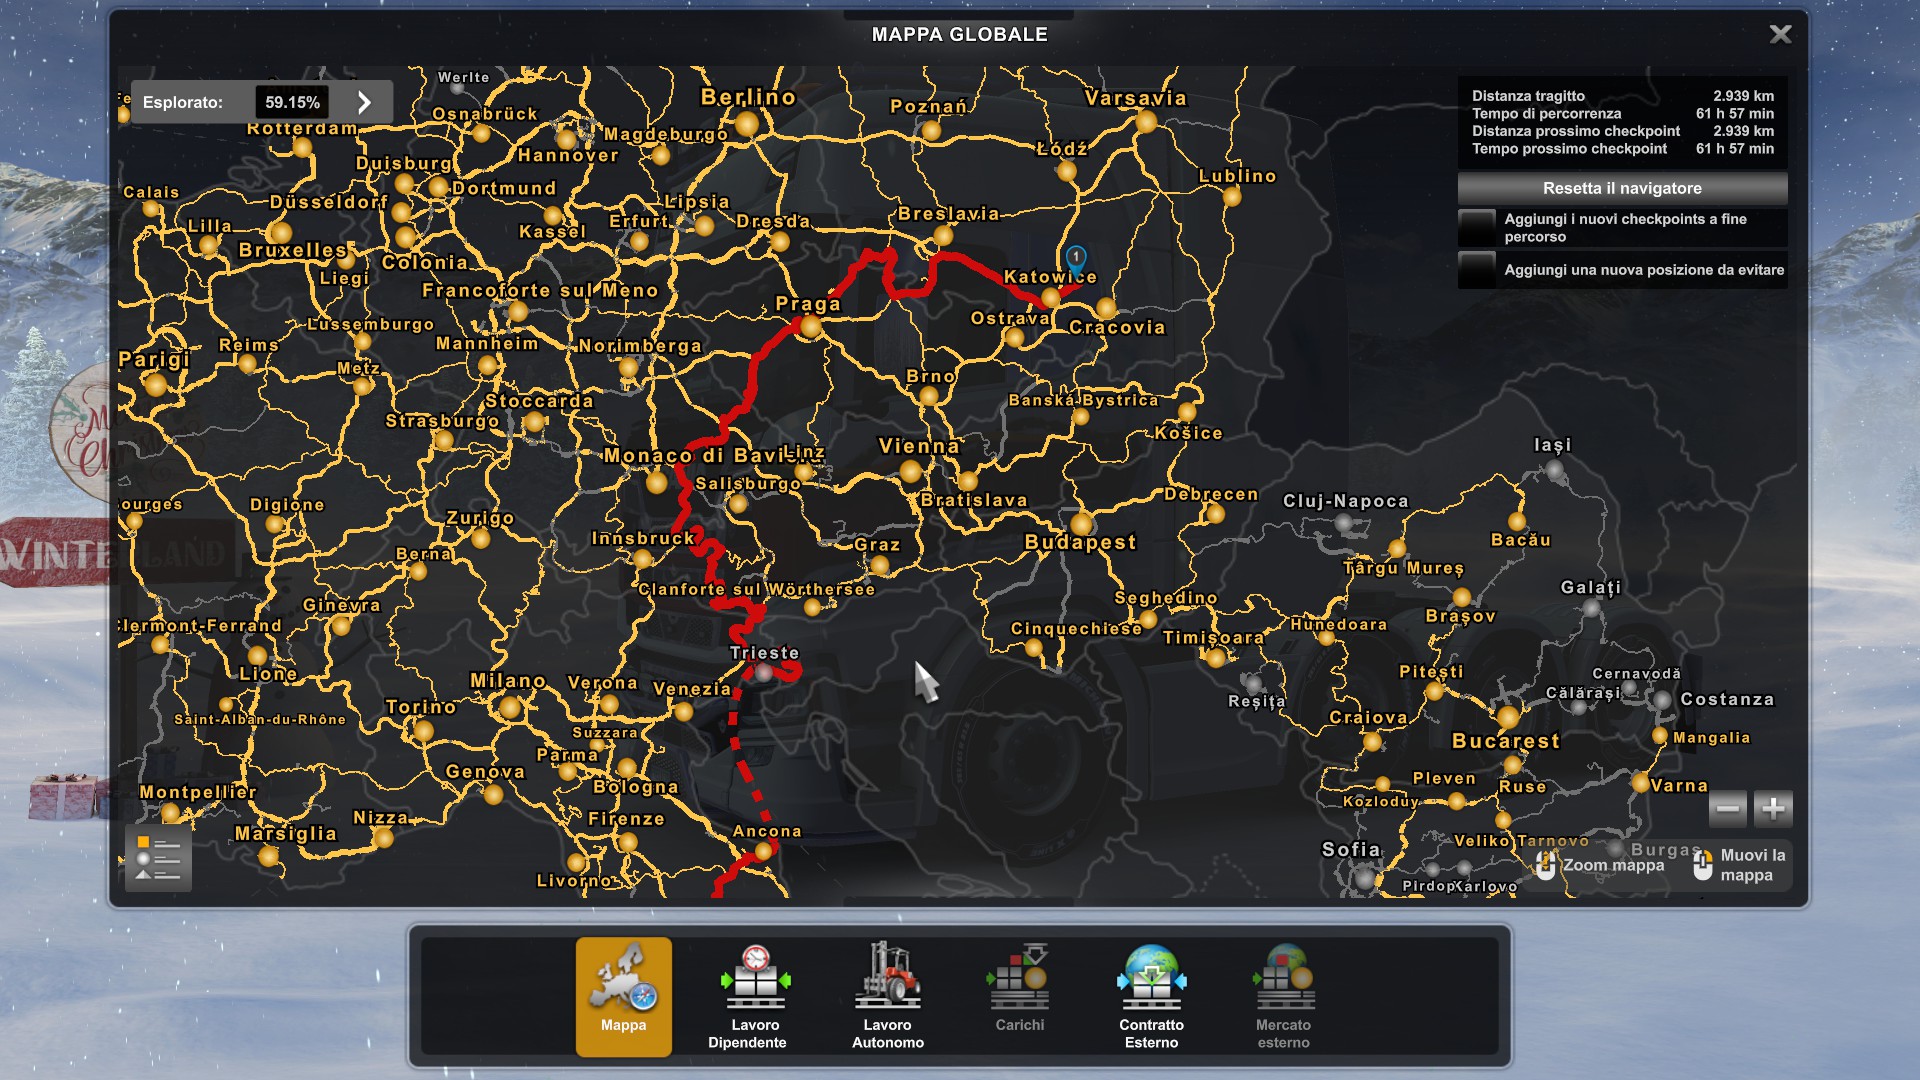 MAPPA GLOBALE
Esplorato: 59.15%
Distanza tragitto 2.939 km
Tempo di percorrenza 61 h 57 min
Distanza prossimo checkpoint 2.939 km
Tempo prossimo checkpoint 61 h 57 min
Resetta il navigatore
Aggiungi i nuovi checkpoints a fine
percorso
Aggiungi una nuova posizione da evitare
Werlte
Berlino
Poznań
Varsavia
Osnabrück
Rotterdam
Magdeburgo
Hannover
Łódź
Duisburg
Dortmund
Lublino
Calais
Düsseldorf
Lipsia
Lilla
Kassel
Erfurt
Dresda
Breslavia
Bruxelles
Colonia
Liegi
1
Katowice
Francoforte sul Meno
Praga
Lussemburgo
Ostrava
Cracovia
Reims
Mannheim
Norimberga
Parigi
Metz
Brno
Stoccarda
Banská Bystrica
Strasburgo
Košice
Monaco di Baviera
Linz
Vienna
Iași
Salisburgo
Bratislava
Debrecen
Cluj-Napoca
ourges
Digione
Zurigo
Innsbruck
Graz
Budapest
Bacău
WINTERLAND
Berna
Târgu Mureș
Clanforte sul Wörthersee
Seghedino
Galați
Ginevra
Brașov
Clermont-Ferrand
Cinquechiese
Timișoara
Hunedoara
Trieste
Lione
Milano
Verona
Venezia
Pitești
Cernavodă
Călărași
Reșița
Costanza
Saint-Alban-du-Rhône
Torino
Craiova
Suzzara
Bucarest
Mangalia
Parma
Genova
Bologna
Pleven
Ruse
Varna
Montpellier
Kozloduy
Nizza
Firenze
Ancona
Marsiglia
Veliko Tarnovo
Sofia
Burgas
Livorno
Pirdop
Karlovo
Zoom mappa
Muovi la
mappa
Mappa
Lavoro
Dipendente
Lavoro
Autonomo
Carichi
Contratto
Esterno
Mercato
esterno